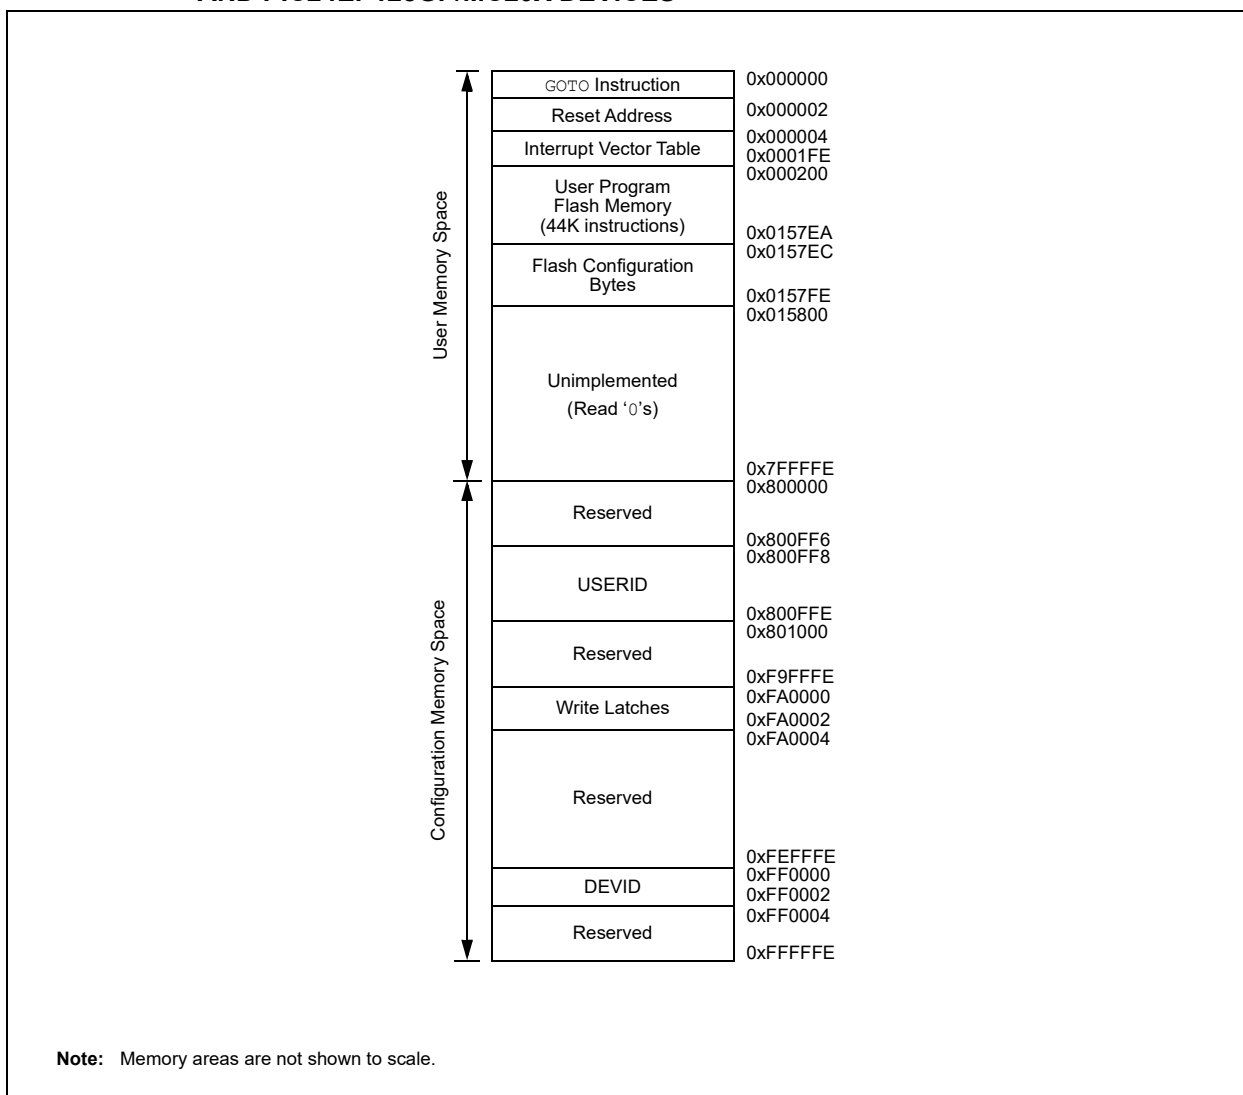 GOTO Instruction
0x000000
Reset Address
0x000002
Interrupt Vector Table
0x000004
0x0001FE
0x000200
User Program
Flash Memory
(44K instructions)
0x0157EA
0x0157EC
Flash Configuration
Bytes
0x0157FE
0x015800
User Memory Space
Unimplemented
(Read ‘0’s)
0x7FFFFE
0x800000
Reserved
0x800FF6
0x800FF8
USERID
0x800FFE
0x801000
Reserved
0xF9FFFE
0xFA0000
Write Latches
0xFA0002
0xFA0004
Configuration Memory Space
Reserved
0xFEFFFE
0xFF0000
DEVID
0xFF0002
0xFF0004
Reserved
0xFFFFFE
Note: Memory areas are not shown to scale.